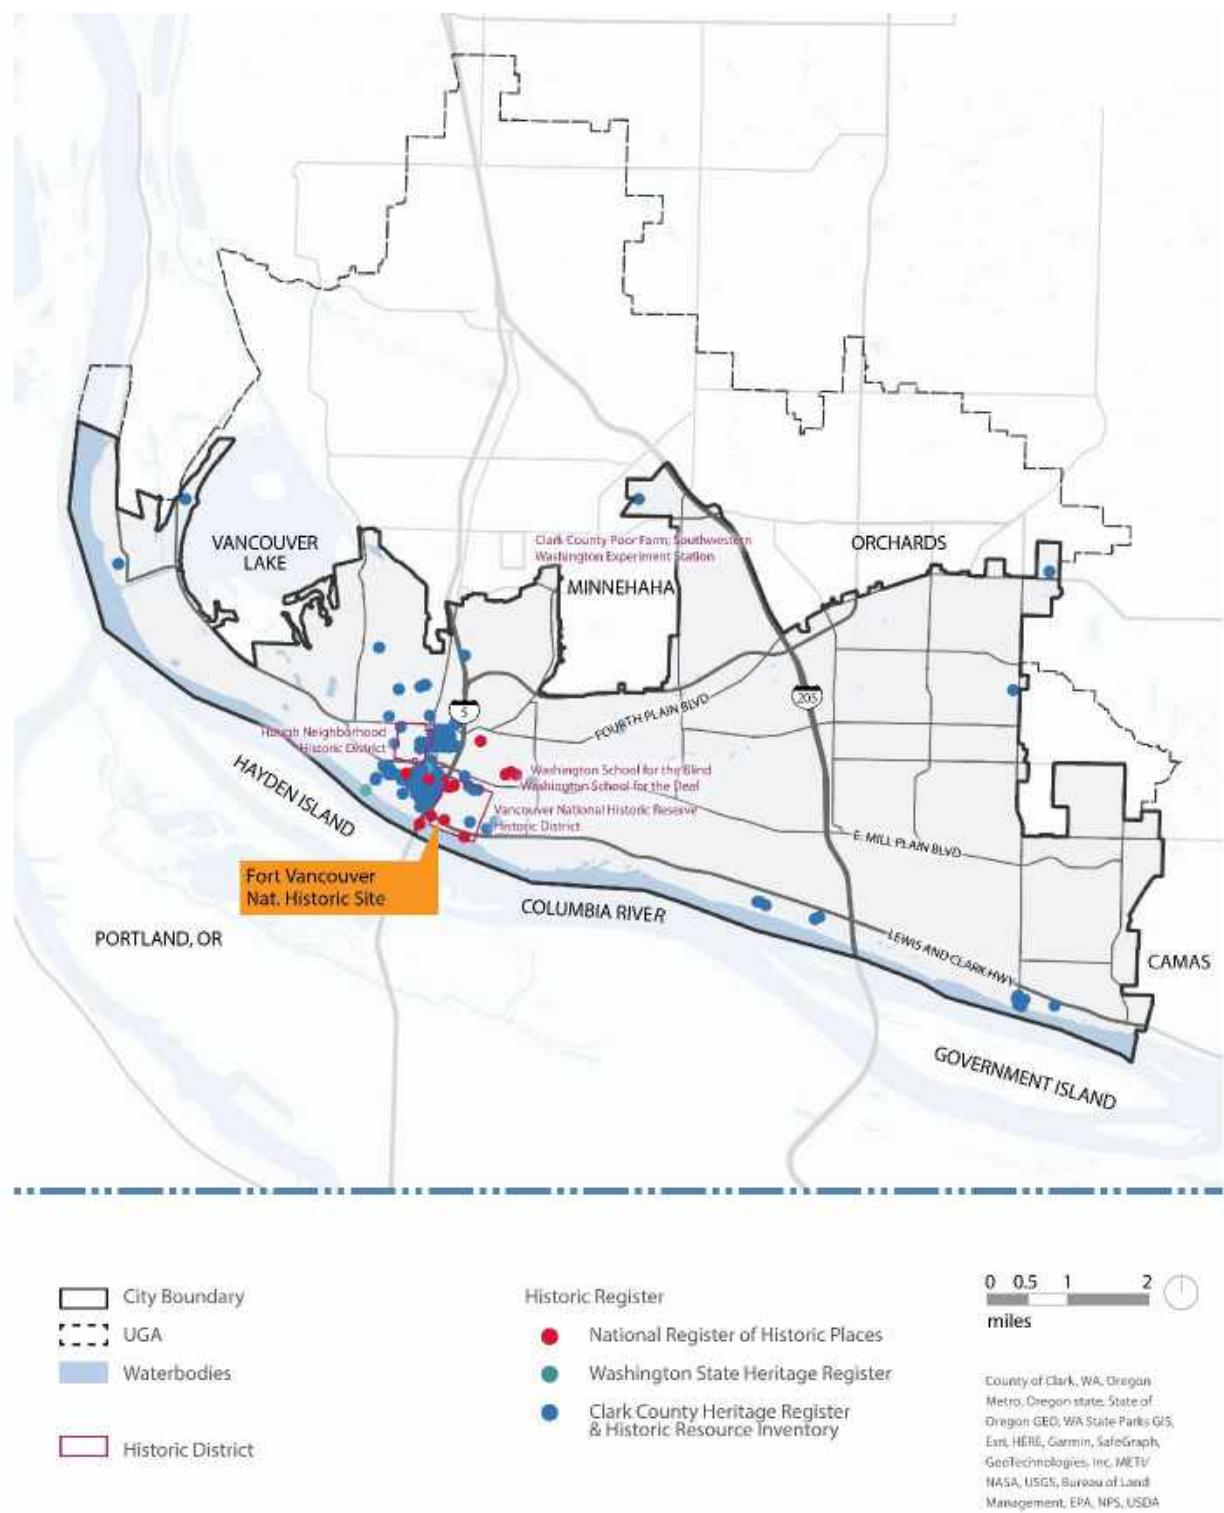 Clark County Poor Farm; Southwestern
Washington Experiment Station
ORCHARDS
VANCOUVER
LAKE
MINNEHAHA
205
5
FOURTH PLAIN BLVD
Hough Neighborhood
Historic District
HAYDEN ISLAND
Washington School for the Blind
Washington School for the Deaf
Vancouver National Historic Reserve
Historic District
E. MILL PLAIN BLVD
Fort Vancouver
Nat. Historic Site
COLUMBIA RIVER
PORTLAND, OR
LEWIS AND CLARK HWY
CAMAS
GOVERNMENT ISLAND
City Boundary
UGA
Waterbodies
Historic District
Historic Register
National Register of Historic Places
Washington State Heritage Register
Clark County Heritage Register
& Historic Resource Inventory
0 0.5 1 2
miles
County of Clark, WA, Oregon
Metro, Oregon state, State of
Oregon GEO, WA State Parks GIS,
Esri, HERE, Garmin, SafeGraph,
GeoTechnologies, Inc, METI/
NASA, USGS, Bureau of Land
Management, EPA, NPS, USDA